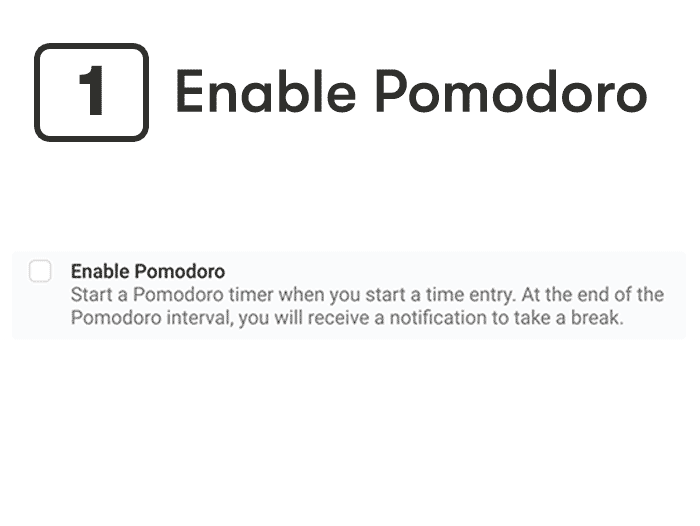 1 Enable Pomodoro
Enable Pomodoro
Start a Pomodoro timer when you start a time entry. At the end of the
Pomodoro interval, you will receive a notification to take a break.